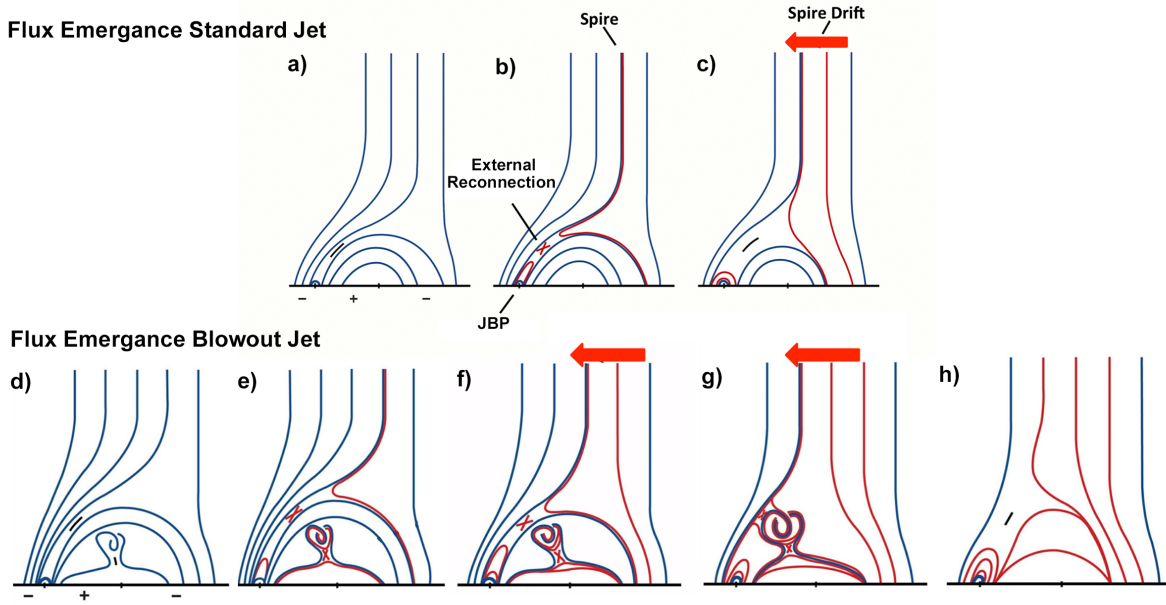 Flux Emergance Standard Jet
a)
b)
c)
Spire
Spire Drift
External
Reconnection
X
− + −
JBP
Flux Emergance Blowout Jet
d)
e)
f)
g)
h)
− + −